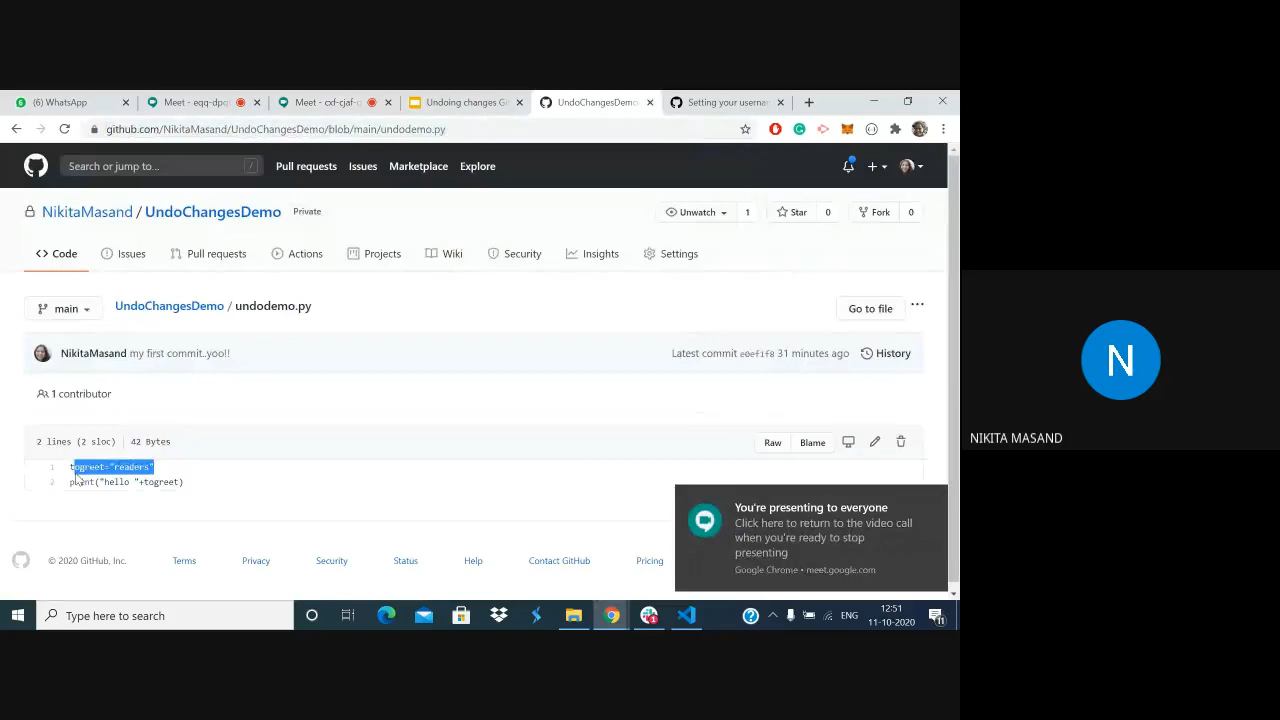 (6) WhatsApp
Meet - eqq-dpq
Meet - cxf-cjaf-q
Undoing changes Gi
UndoChangesDemo
Setting your userna
github.com/NikitaMasand/UndoChangesDemo/blob/main/undodemo.py
Search or jump to...
/
Pull requests
Issues
Marketplace
Explore
NikitaMasand / UndoChangesDemo
Private
Unwatch
1
Star
0
Fork
0
Code
Issues
Pull requests
Actions
Projects
Wiki
Security
Insights
Settings
main
UndoChangesDemo / undodemo.py
Go to file
NikitaMasand my first commit..yoo!!
Latest commit e0ef1f8 31 minutes ago
History
1 contributor
2 lines (2 sloc)
42 Bytes
Raw
Blame
1 togreet="readers"
2 print("hello "+togreet)
You're presenting to everyone
Click here to return to the video call
when you're ready to stop
presenting
Google Chrome • meet.google.com
© 2020 GitHub, Inc.
Terms
Privacy
Security
Status
Help
Contact GitHub
Pricing
Type here to search
ENG
12:51
11-10-2020
N
NIKITA MASAND